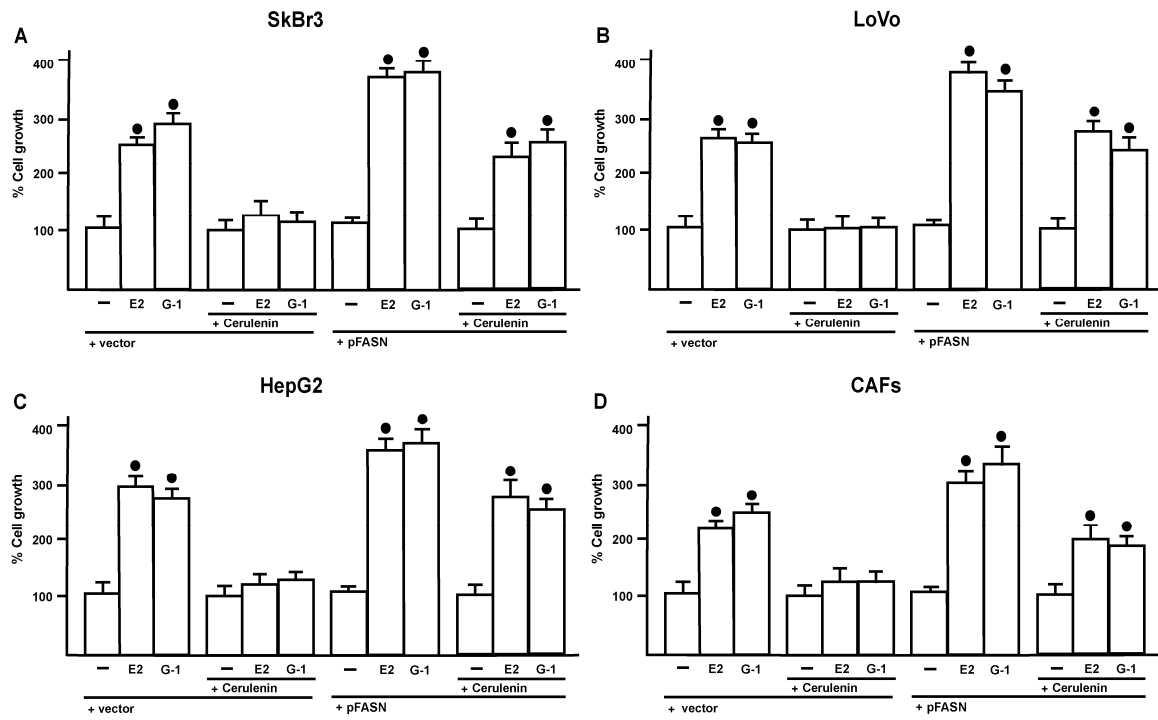 SkBr3
A
% Cell growth
400
300
200
100
– E2 G-1 – E2 G-1 – E2 G-1 – E2 G-1
+ Cerulenin + Cerulenin
+ vector + pFASN
LoVo
B
% Cell growth
400
300
200
100
– E2 G-1 – E2 G-1 – E2 G-1 – E2 G-1
+ Cerulenin + Cerulenin
+ vector + pFASN
HepG2
C
% Cell growth
400
300
200
100
– E2 G-1 – E2 G-1 – E2 G-1 – E2 G-1
+ Cerulenin + Cerulenin
+ vector + pFASN
CAFs
D
% Cell growth
400
300
200
100
– E2 G-1 – E2 G-1 – E2 G-1 – E2 G-1
+ Cerulenin + Cerulenin
+ vector + pFASN